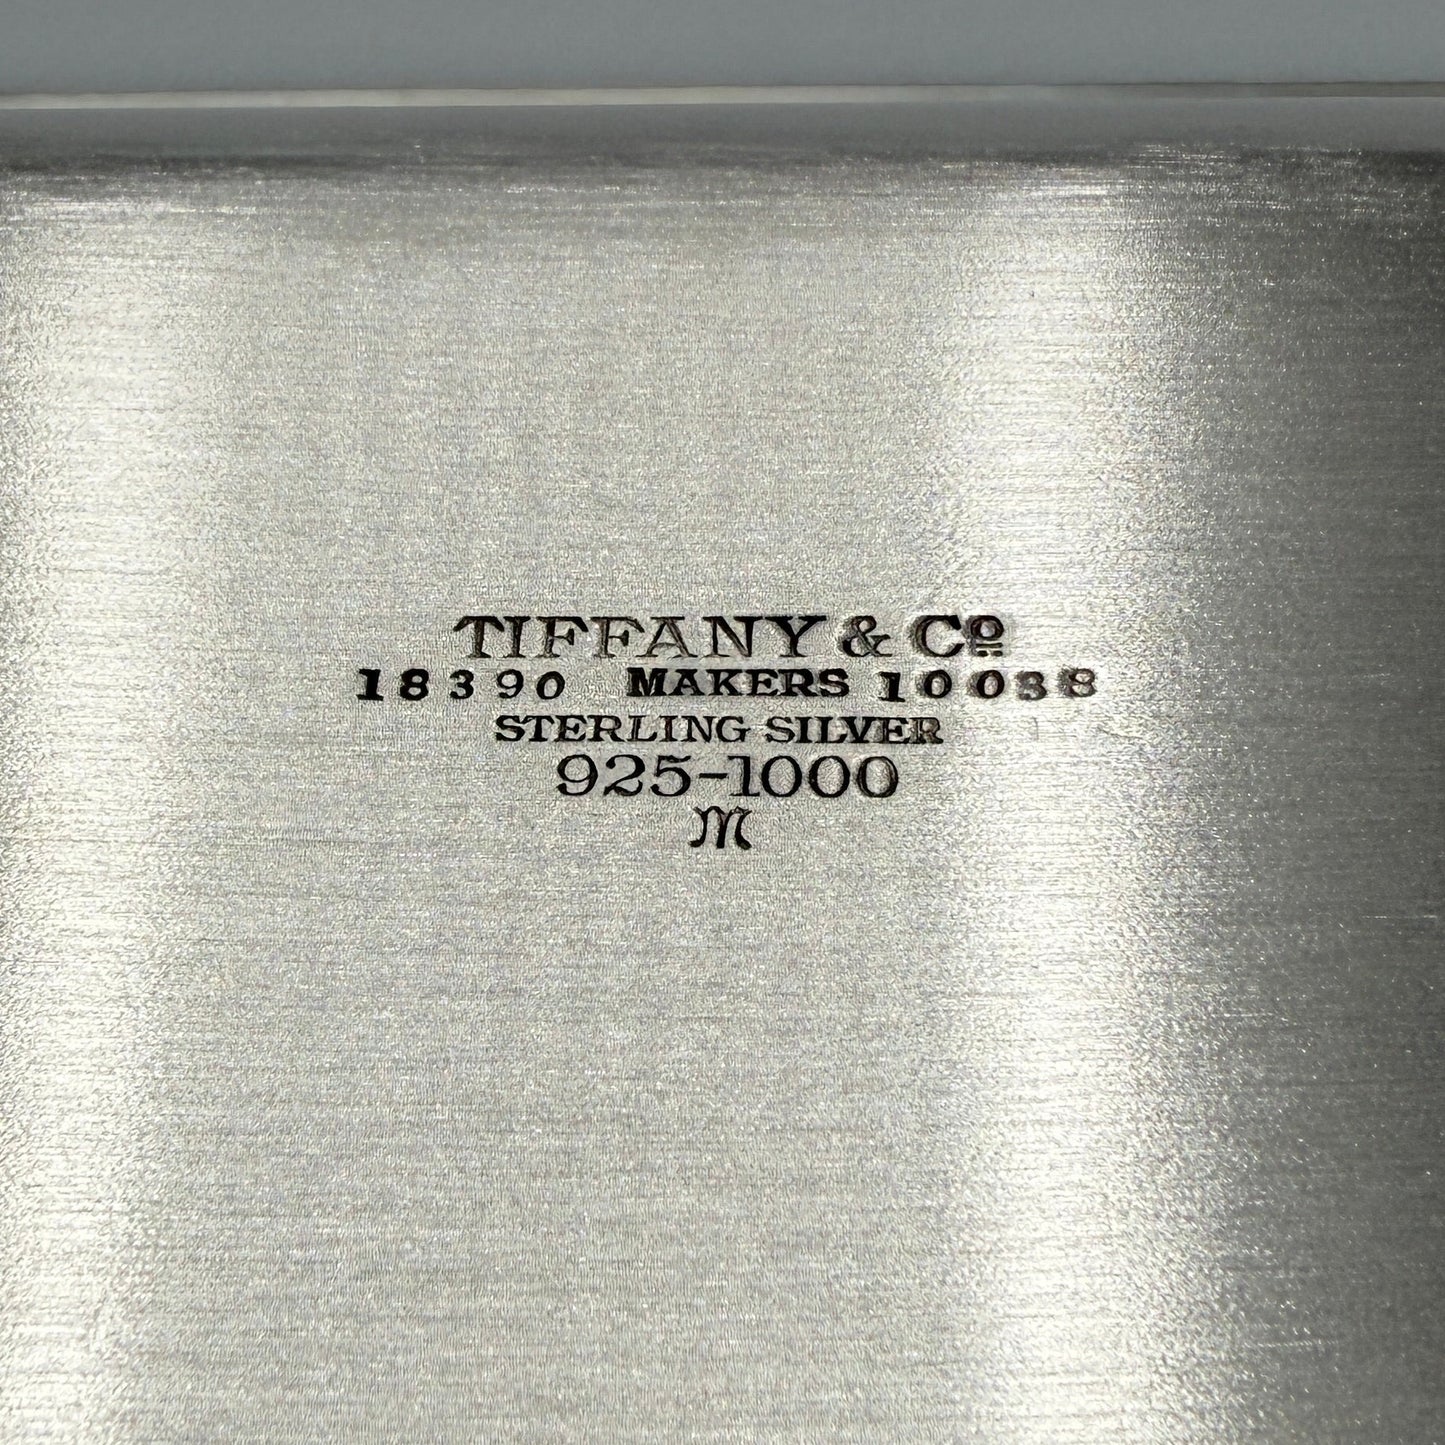 TIFFANY & Cº
18390 MAKERS 10038
STERLING SILVER
925-1000
M